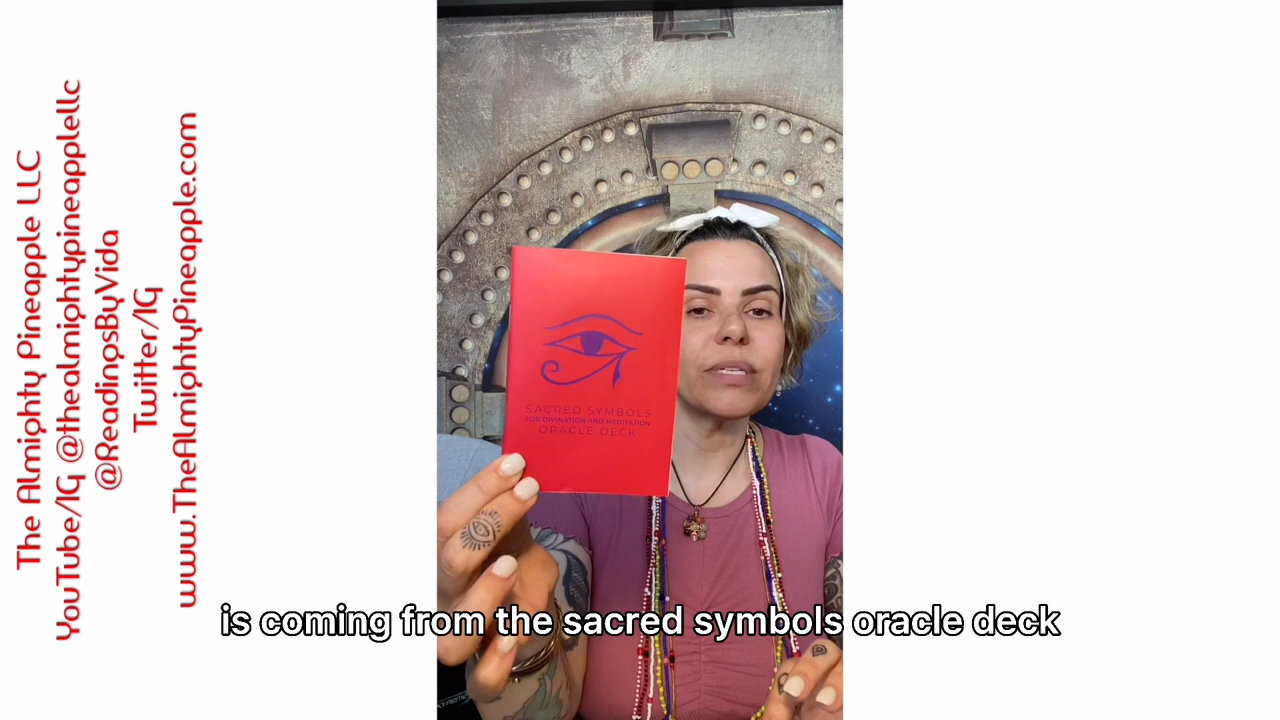 The Almighty Pineapple LLC
YouTube/IG @thealmightypineapplellc
@ReadingsByVida
Twitter/IG
www.TheAlmightyPineapple.com
SACRED SYMBOLS
FOR DIVINATION AND MEDITATION
ORACLE DECK
is coming from the sacred symbols oracle deck